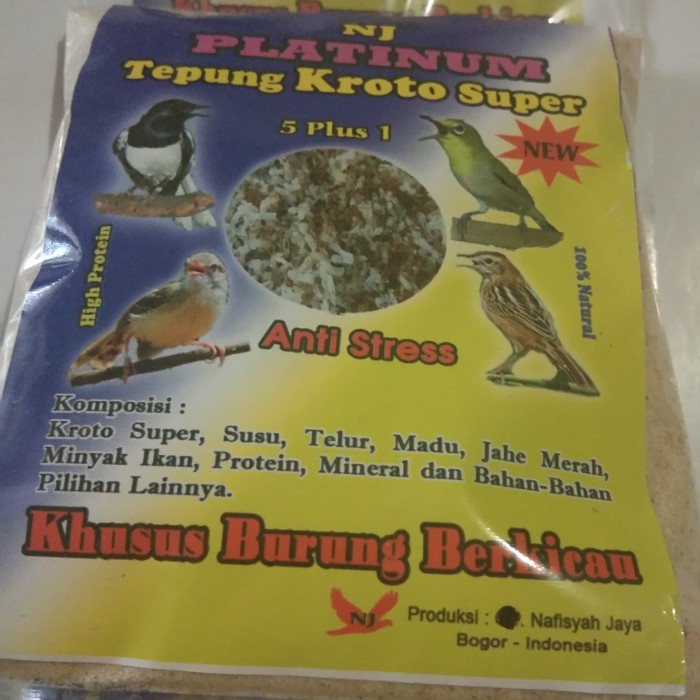 NJ
PLATINUM
Tepung Kroto Super
5 Plus 1
NEW
High Protein
100% Natural
Anti Stress
Komposisi :
Kroto Super, Susu, Telur, Madu, Jahe Merah,
Minyak Ikan, Protein, Mineral dan Bahan-Bahan
Pilihan Lainnya.
Khusus Burung Berkicau
NJ
Produksi : . Nafisyah Jaya
Bogor - Indonesia